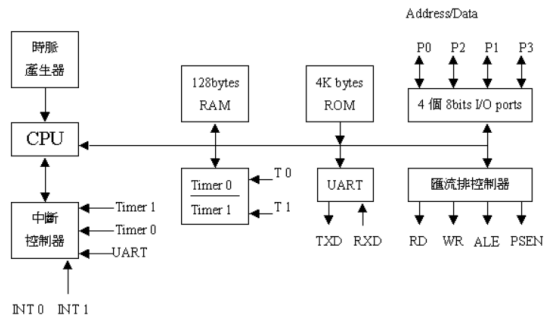 Address/Data
P0 P2 P1 P3
時脈
產生器
128bytes
RAM
4K bytes
ROM
4 個 8bits I/O ports
CPU
Timer 0
Timer 1
T 0
T 1
UART
匯流排控制器
中斷
控制器
Timer 1
Timer 0
UART
TXD RXD
RD WR ALE PSEN
INT 0 INT 1